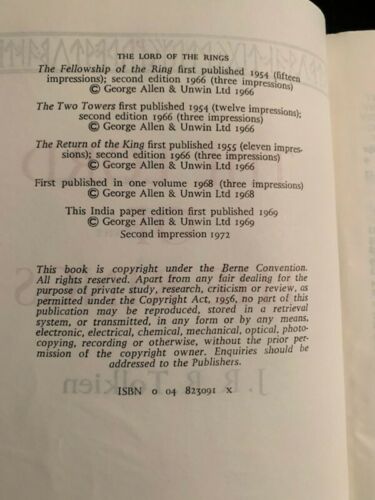 THE LORD OF THE RINGS
The Fellowship of the Ring first published 1954 (fifteen
impressions); second edition 1966 (three impressions)
© George Allen & Unwin Ltd 1966
The Two Towers first published 1954 (twelve impressions);
second edition 1966 (three impressions)
© George Allen & Unwin Ltd 1966
The Return of the King first published 1955 (eleven impres-
sions); second edition 1966 (three impressions)
© George Allen & Unwin Ltd 1966
First published in one volume 1968 (three impressions)
© George Allen & Unwin Ltd 1968
This India paper edition first published 1969
© George Allen & Unwin Ltd 1969
Second impression 1972
This book is copyright under the Berne Convention.
All rights reserved. Apart from any fair dealing for the
purpose of private study, research, criticism or review, as
permitted under the Copyright Act, 1956, no part of this
publication may be reproduced, stored in a retrieval
system, or transmitted, in any form or by any means,
electronic, electrical, chemical, mechanical, optical, photo-
copying, recording or otherwise, without the prior per-
mission of the copyright owner. Enquiries should be
addressed to the Publishers.
J. R. R. Tolkien
ISBN 0 04 823091 X